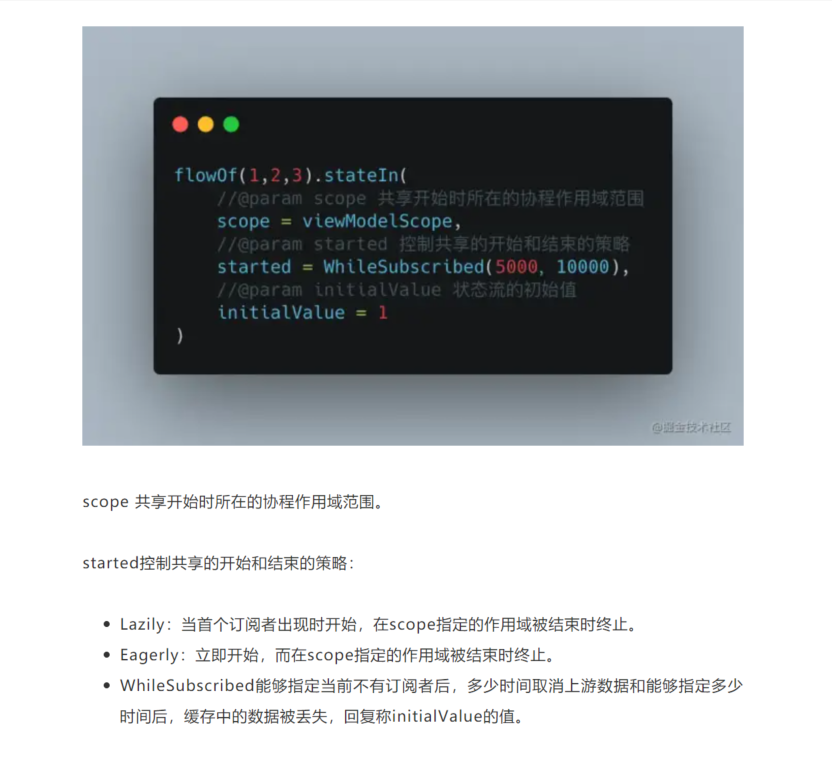 flowOf(1,2,3).stateIn(
//@param scope 共享开始时所在的协程作用域范围
scope = viewModelScope,
//@param started 控制共享的开始和结束的策略
started = WhileSubscribed(5000, 10000),
//@param initialValue 状态流的初始值
initialValue = 1
)
@掘金技术社区
scope 共享开始时所在的协程作用域范围。
started控制共享的开始和结束的策略：
• Lazily：当首个订阅者出现时开始，在scope指定的作用域被结束时终止。
• Eagerly：立即开始，而在scope指定的作用域被结束时终止。
• WhileSubscribed能够指定当前不有订阅者后，多少时间取消上游数据和能够指定多少
时间后，缓存中的数据被丢失，回复称initialValue的值。